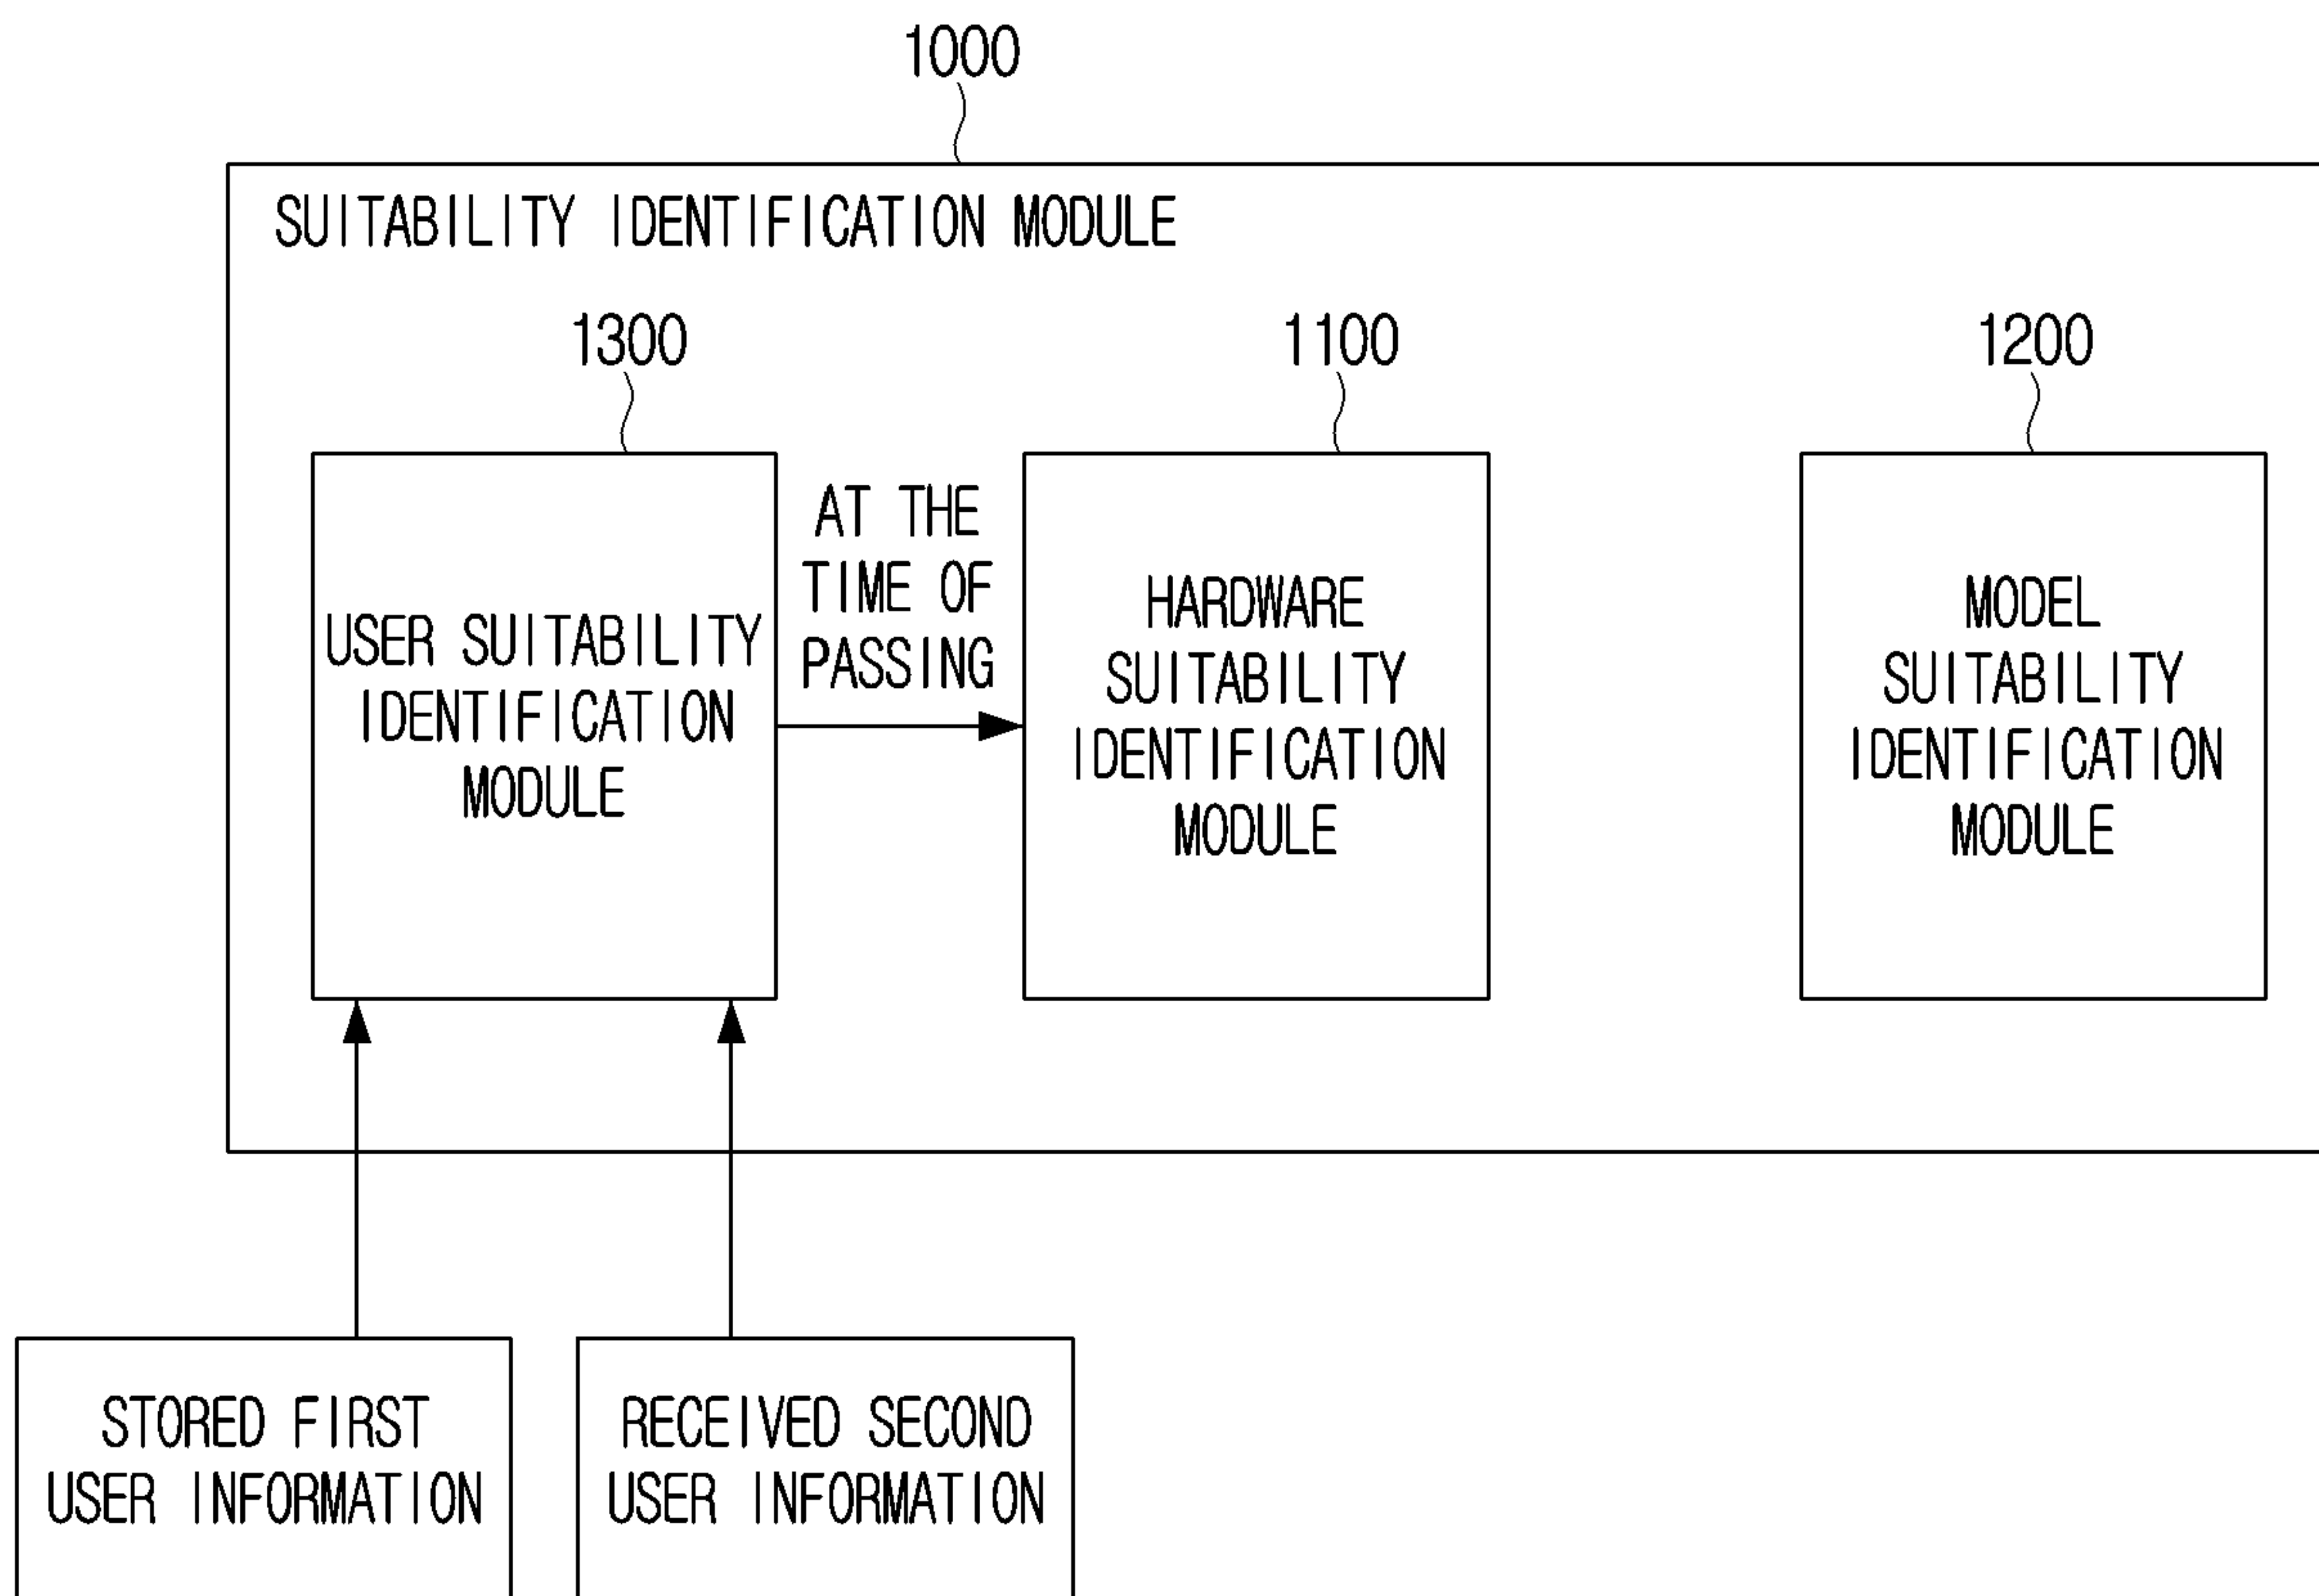 1000
SUITABILITY IDENTIFICATION MODULE
1300
1100
1200
USER SUITABILITY
IDENTIFICATION
MODULE
AT THE
TIME OF
PASSING
HARDWARE
SUITABILITY
IDENTIFICATION
MODULE
MODEL
SUITABILITY
IDENTIFICATION
MODULE
STORED FIRST
USER INFORMATION
RECEIVED SECOND
USER INFORMATION